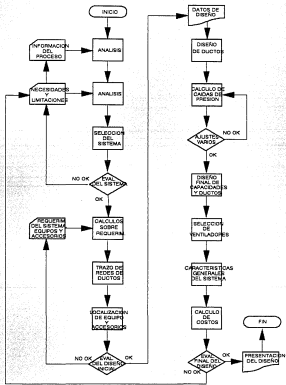 INICIO
INFORMACION
DEL
PROCESO
ANALISIS
NECESIDADES
Y
LIMITACIONES
ANALISIS
SELECCION
DEL
SISTEMA
EVAL
DEL SISTEMA
NO OK
OK
REQUERIM
DEL SISTEMA
EQUIPOS Y
ACCESORIOS
CALCULOS
SOBRE
REQUERIM
TRAZO DE
REDES DE
DUCTOS
LOCALIZACION
DE EQUIPO
Y
ACCESORIOS
EVAL
DEL DISEÑO
INICIAL
NO OK
OK
DATOS DE
DISEÑO
DISEÑO
DE DUCTOS
CALCULO DE
CAIDAS DE
PRESION
AJUSTES
VARIOS
NO OK
OK
DISEÑO
FINAL DE
CAPACIDADES
Y DUCTOS
SELECCION
DE
VENTILADORES
CARACTERISTICAS
GENERALES
DEL SISTEMA
CALCULO
DE
COSTOS
EVAL
FINAL DEL
DISEÑO
NO OK
OK
FIN
PRESENTACION
DEL DISEÑO